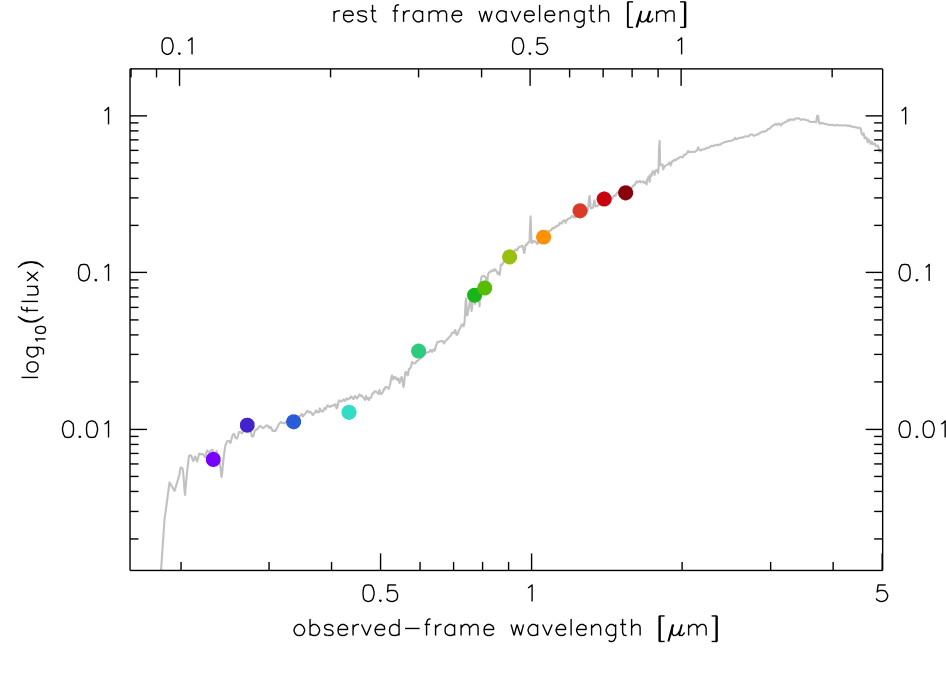 rest frame wavelength [μm]
0.1 0.5 1
1 1
0.1 0.1
0.01 0.01
log10(flux)
0.5 1 5
observed-frame wavelength [μm]